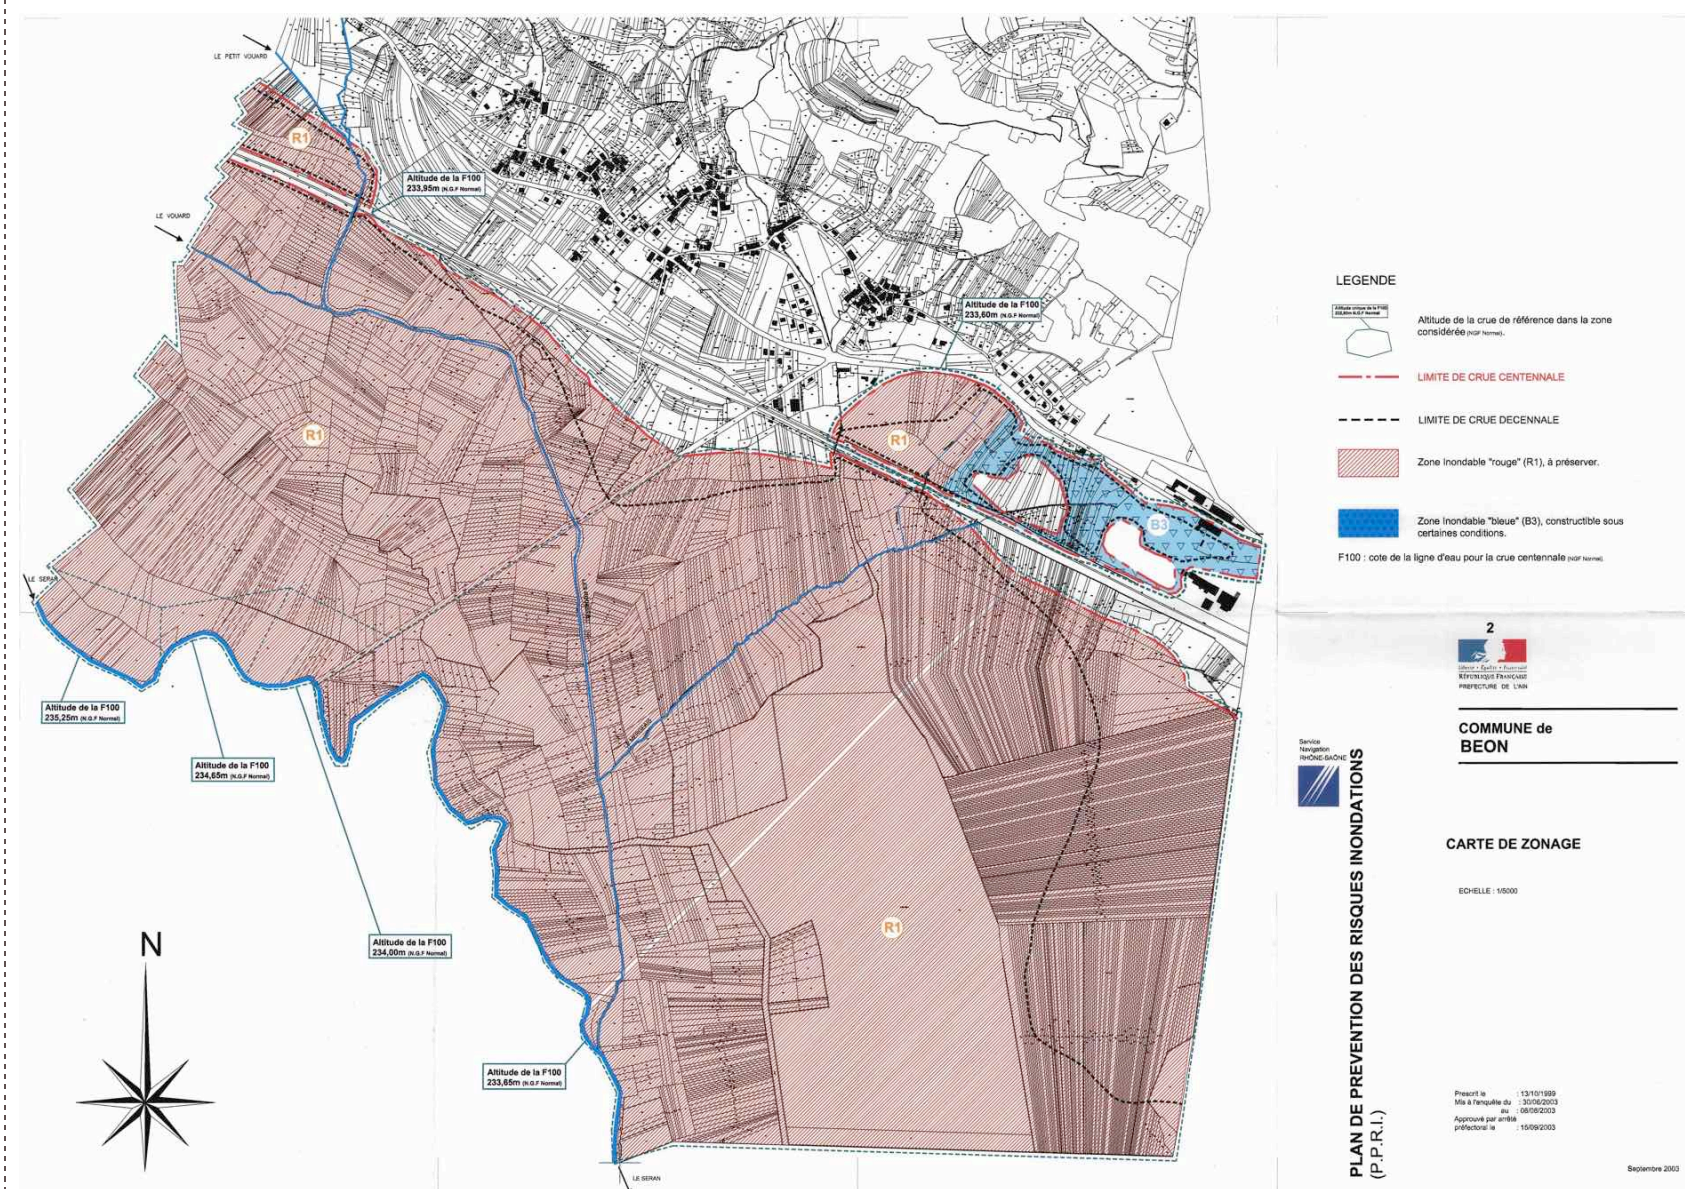 LE PETIT VOUARD
R1
Altitude de la F100
233,95m (N.G.F Normal)
LE VOUARD
Altitude de la F100
233,60m (N.G.F Normal)
R1
R1
B3
LE SERAN
Altitude de la F100
235,25m (N.G.F Normal)
Altitude de la F100
234,65m (N.G.F Normal)
Altitude de la F100
234,00m (N.G.F Normal)
R1
Altitude de la F100
233,65m (N.G.F Normal)
LE SERAN
N
LEGENDE
Altitude de la crue de référence dans la zone
considérée (NGF Normal).
LIMITE DE CRUE CENTENNALE
LIMITE DE CRUE DECENNALE
Zone Inondable "rouge" (R1), à préserver.
Zone Inondable "bleue" (B3), constructible sous
certaines conditions.
F100 : cote de la ligne d'eau pour la crue centennale (NGF Normal)
2
Liberté • Égalité • Fraternité
RÉPUBLIQUE FRANÇAISE
PREFECTURE DE L'AIN
COMMUNE de
BEON
Service
Navigation
RHÔNE-SAÔNE
PLAN DE PREVENTION DES RISQUES INONDATIONS
(P.P.R.I.)
CARTE DE ZONAGE
ECHELLE : 1/5000
Prescrit le : 13/10/1999
Mis à l'enquête du : 30/06/2003
au
Approuvé par arrêté
préfectoral le : 15/09/2003
Septembre 2003